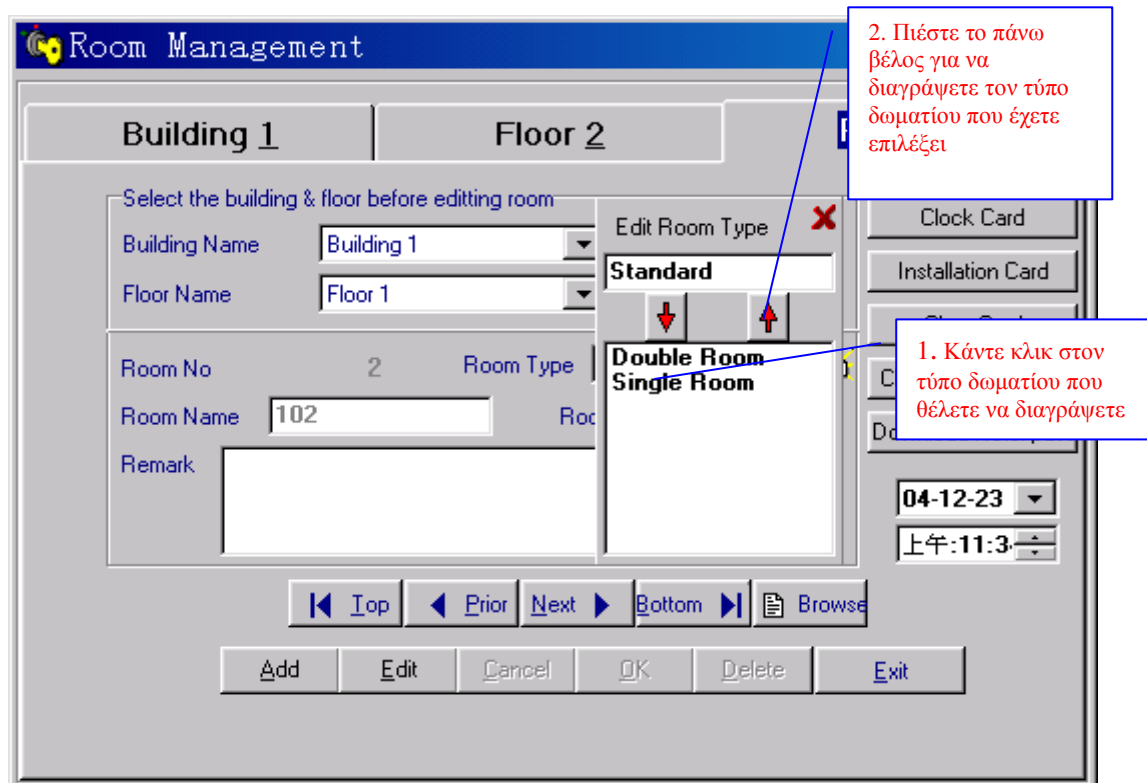 Room Management
2. Πιέστε το πάνω
βέλος για να
διαγράψετε τον τύπο
δωματίου που έχετε
επιλέξει
Building 1
Floor 2
Select the building & floor before editting room
Building Name
Building 1
Floor Name
Floor 1
Edit Room Type
Standard
Double Room
Single Room
Clock Card
Installation Card
1. Κάντε κλικ στον
τύπο δωματίου που
θέλετε να διαγράψετε
Room No 2 Room Type
Room Name 102
Remark
04-12-23
上午:11:3
Top Prior Next Bottom Browse
Add Edit Cancel OK Delete Exit